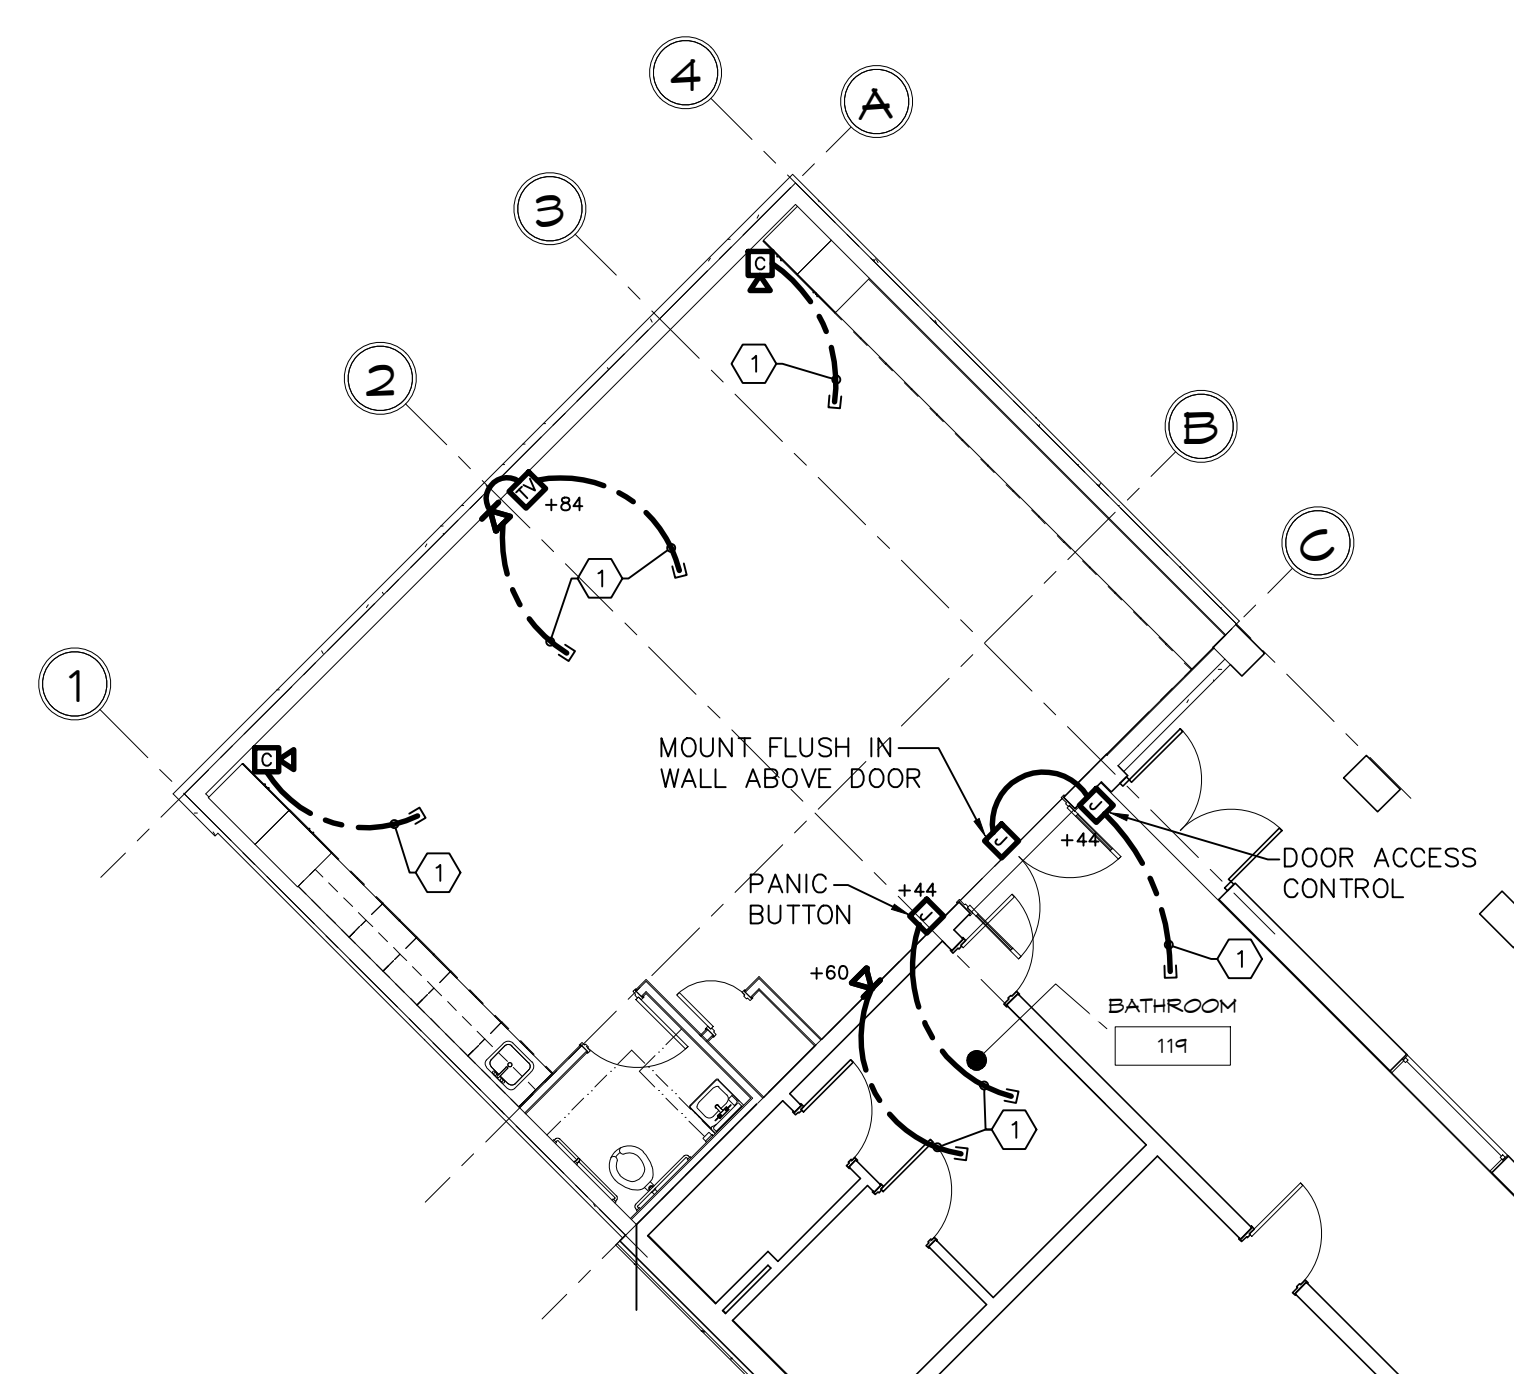 4
A
3
C
1
2
B
TV
+84
C
1
1
C
1
MOUNT FLUSH IN
WALL ABOVE DOOR
J
J
+44
DOOR ACCESS
CONTROL
PANIC
BUTTON
+44
J
1
+60
1
BATHROOM
119
1